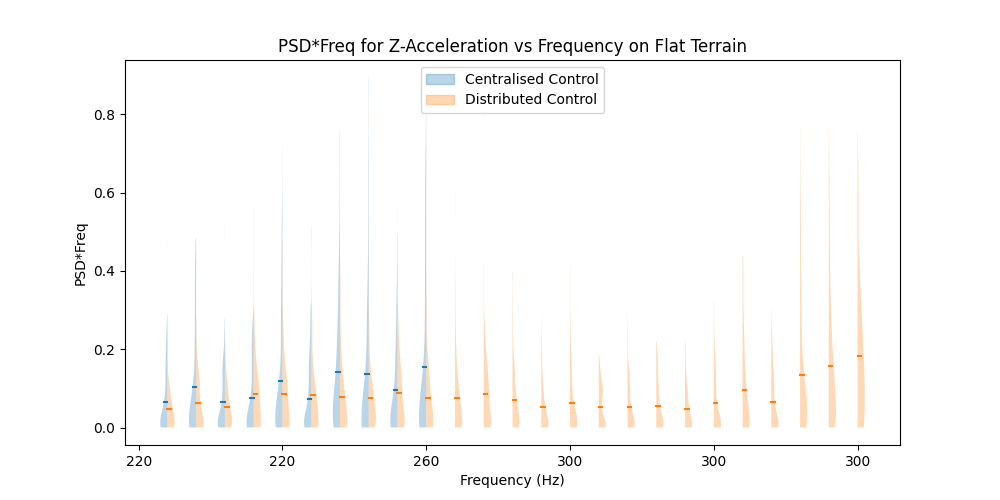 PSD*Freq for Z-Acceleration vs Frequency on Flat Terrain
Centralised Control
Distributed Control
PSD*Freq
0.8
0.6
0.4
0.2
0.0
220 220 260 300 300 300
Frequency (Hz)